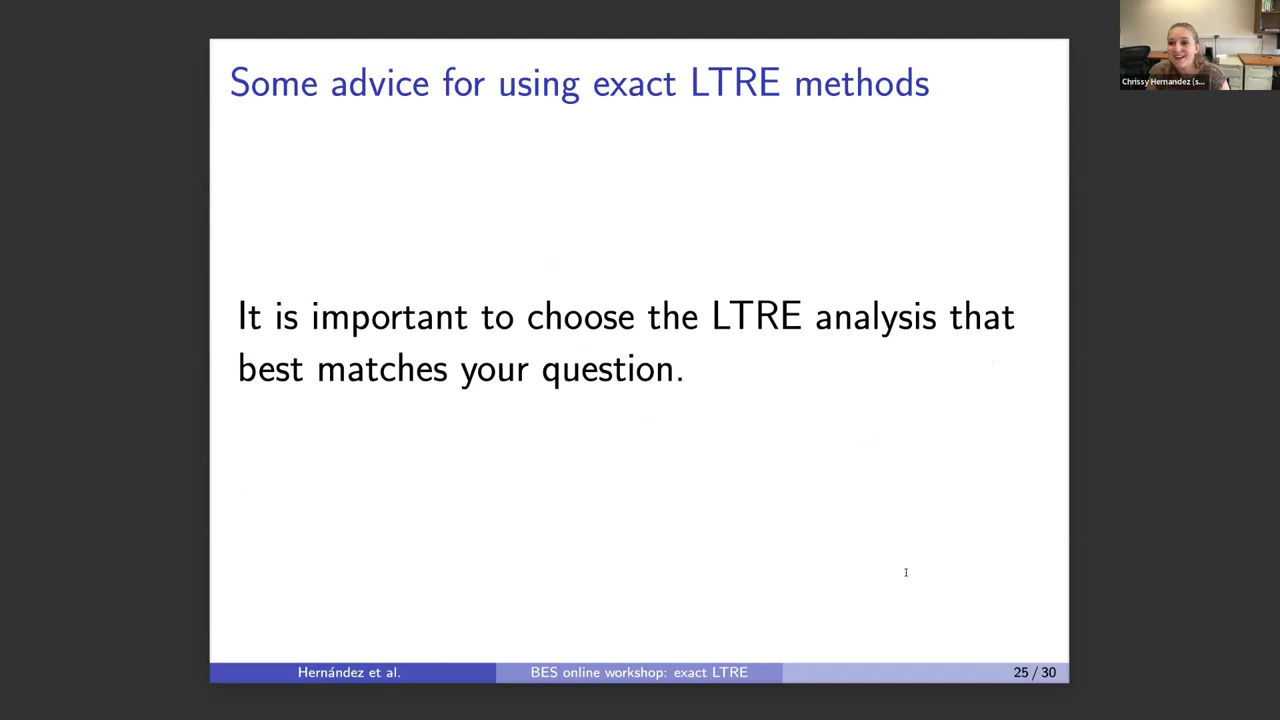 Some advice for using exact LTRE methods
Chrissy Hernandez (s...
It is important to choose the LTRE analysis that
best matches your question.
Hernández et al.
BES online workshop: exact LTRE
25 / 30